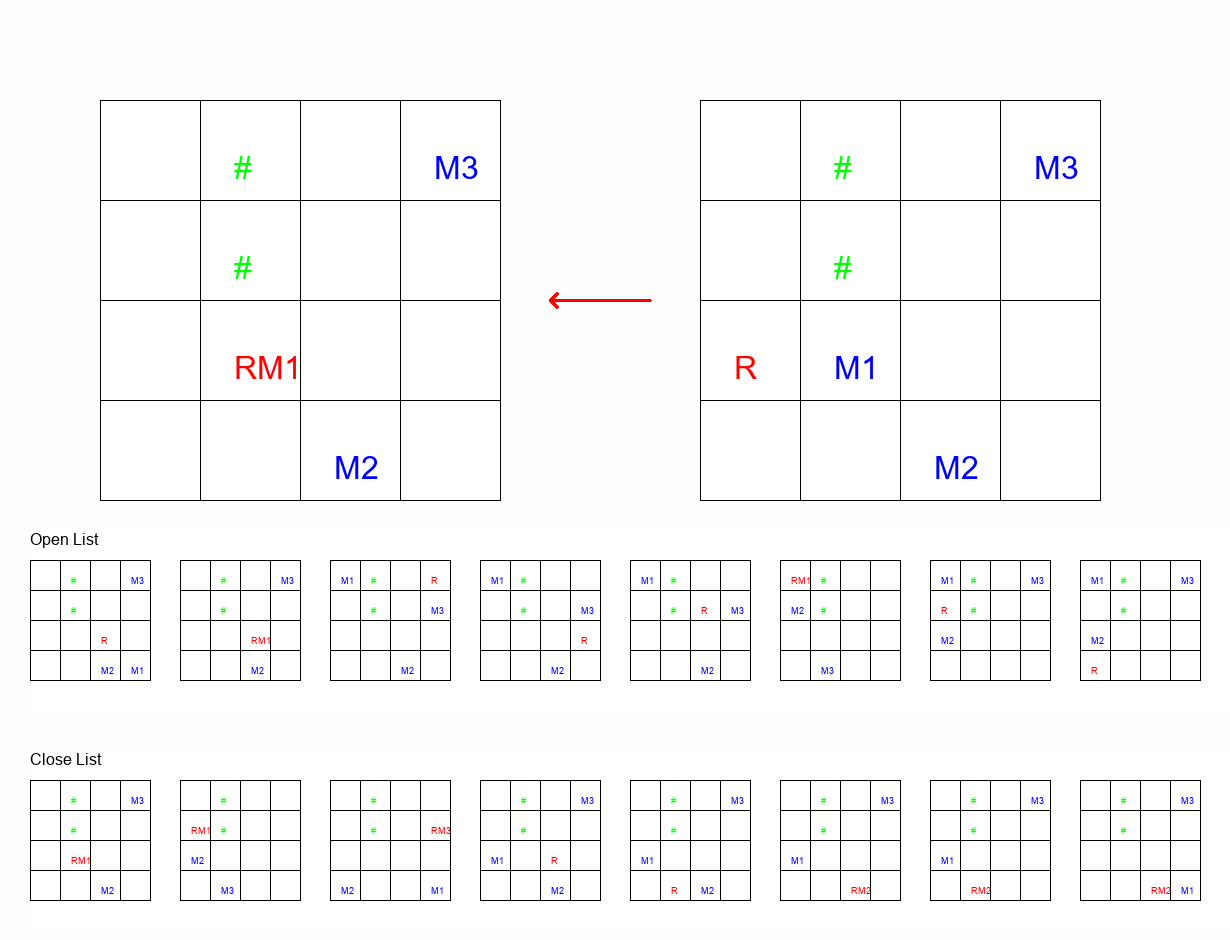 # M3 # M3
# #
RM1 R M1
M2 M2
Open List
# M3 # M3 M1 # R M1 # M1 # RM1 # M1 # M3 M1 # M3
# # # M3 # M3 # R M3 M2 # R # #
R RM1 R M2 M2
M2 M1 M2 M2 M2 M2 M3 R
Close List
# M3 # # # M3 # M3 # M3 # M3 # M3
# RM1 # # RM3 # # # # #
RM1 M2 M1 R M1 M1 M1
M2 M3 M2 M1 M2 R M2 RM2 RM2 RM2 M1